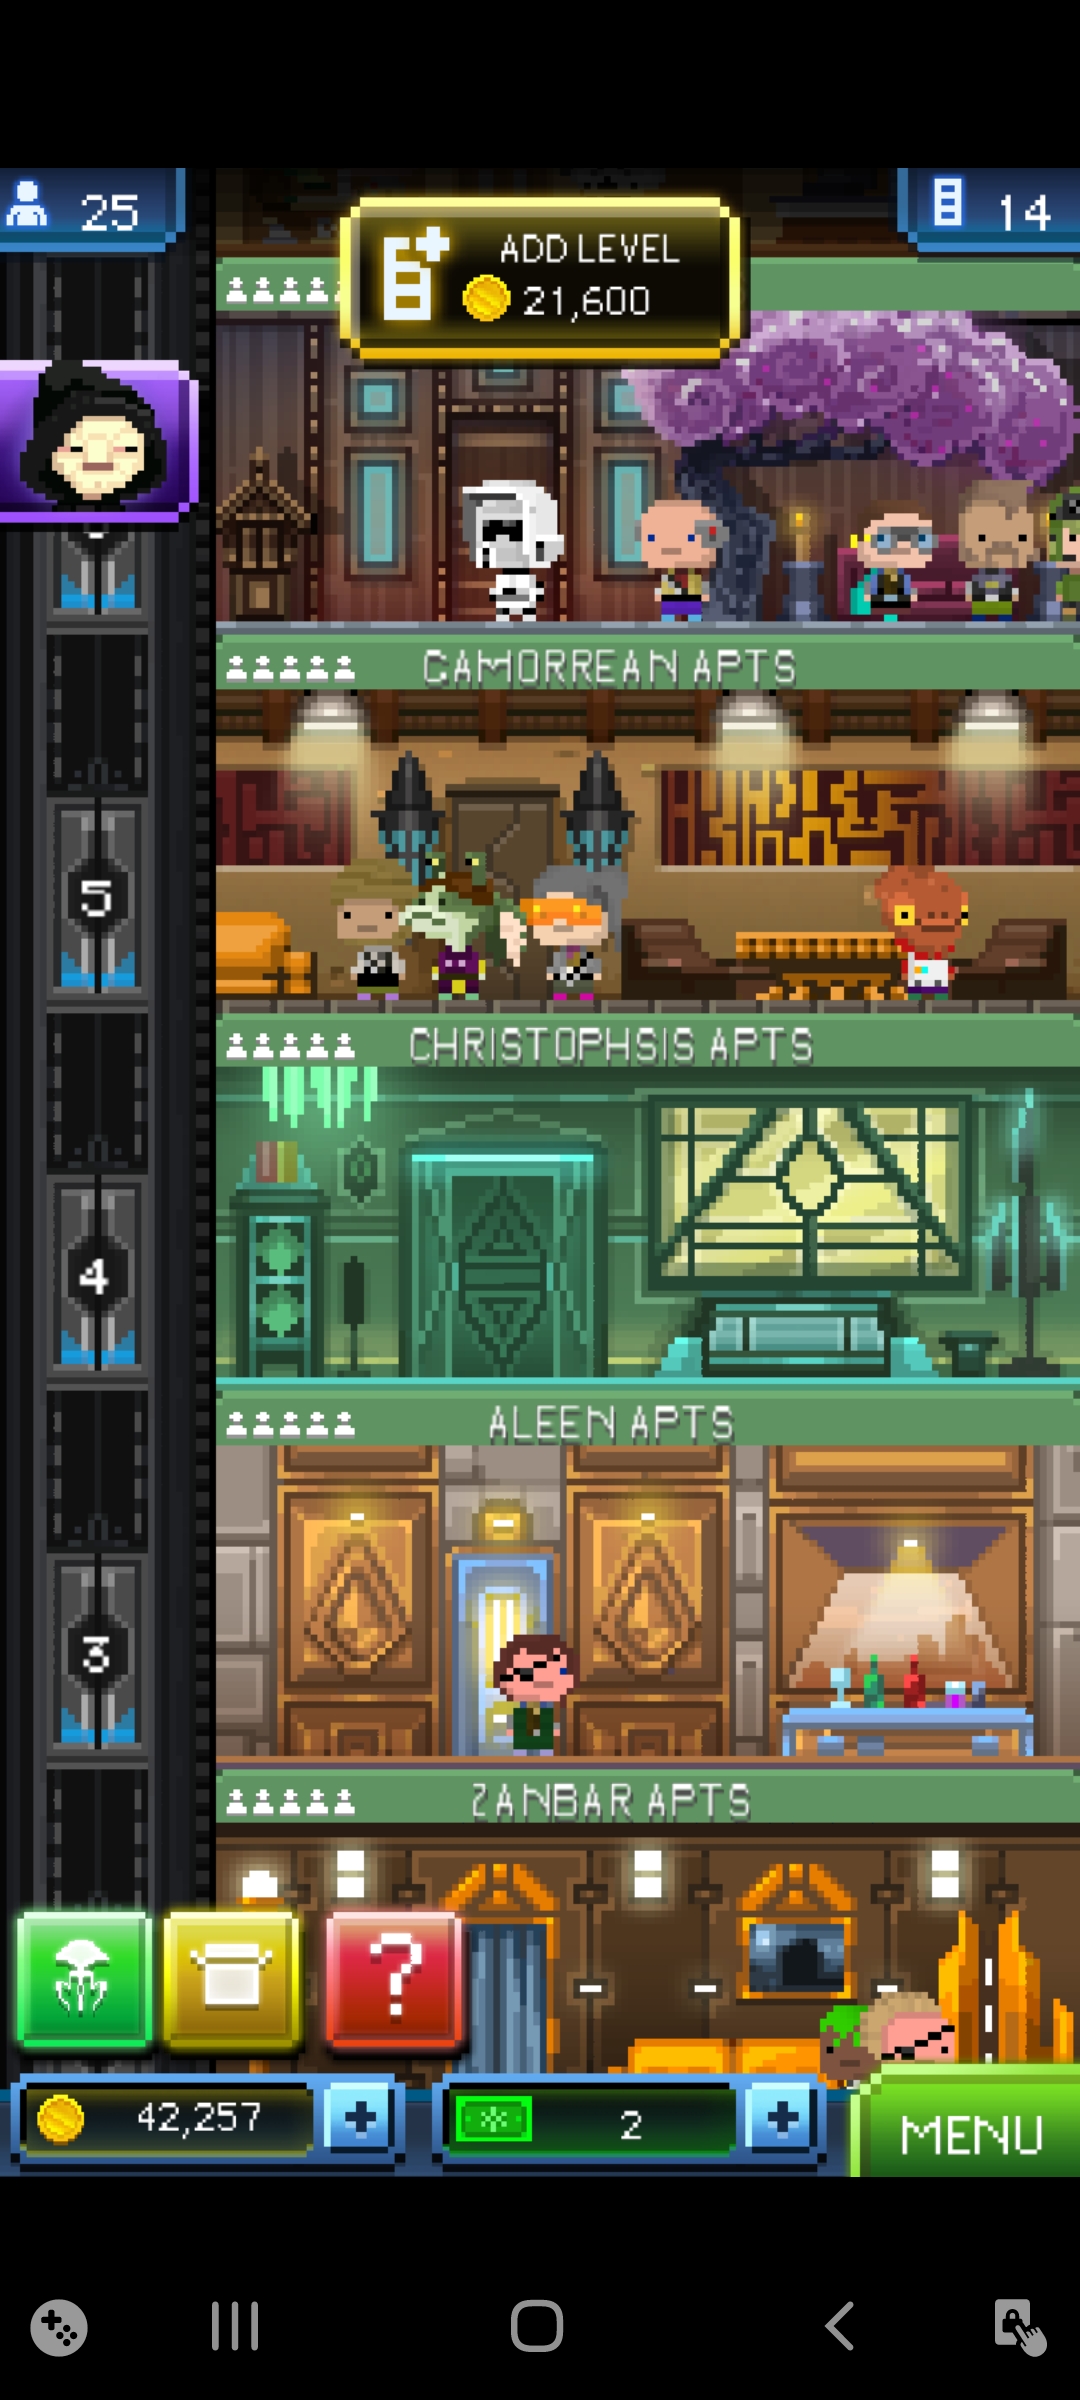 25
ADD LEVEL
21,600
14
CAMORREAN APTS
5
CHRISTOPHSIS APTS
4
ALEEN APTS
3
ZANBAR APTS
?
42,257
2
MENU